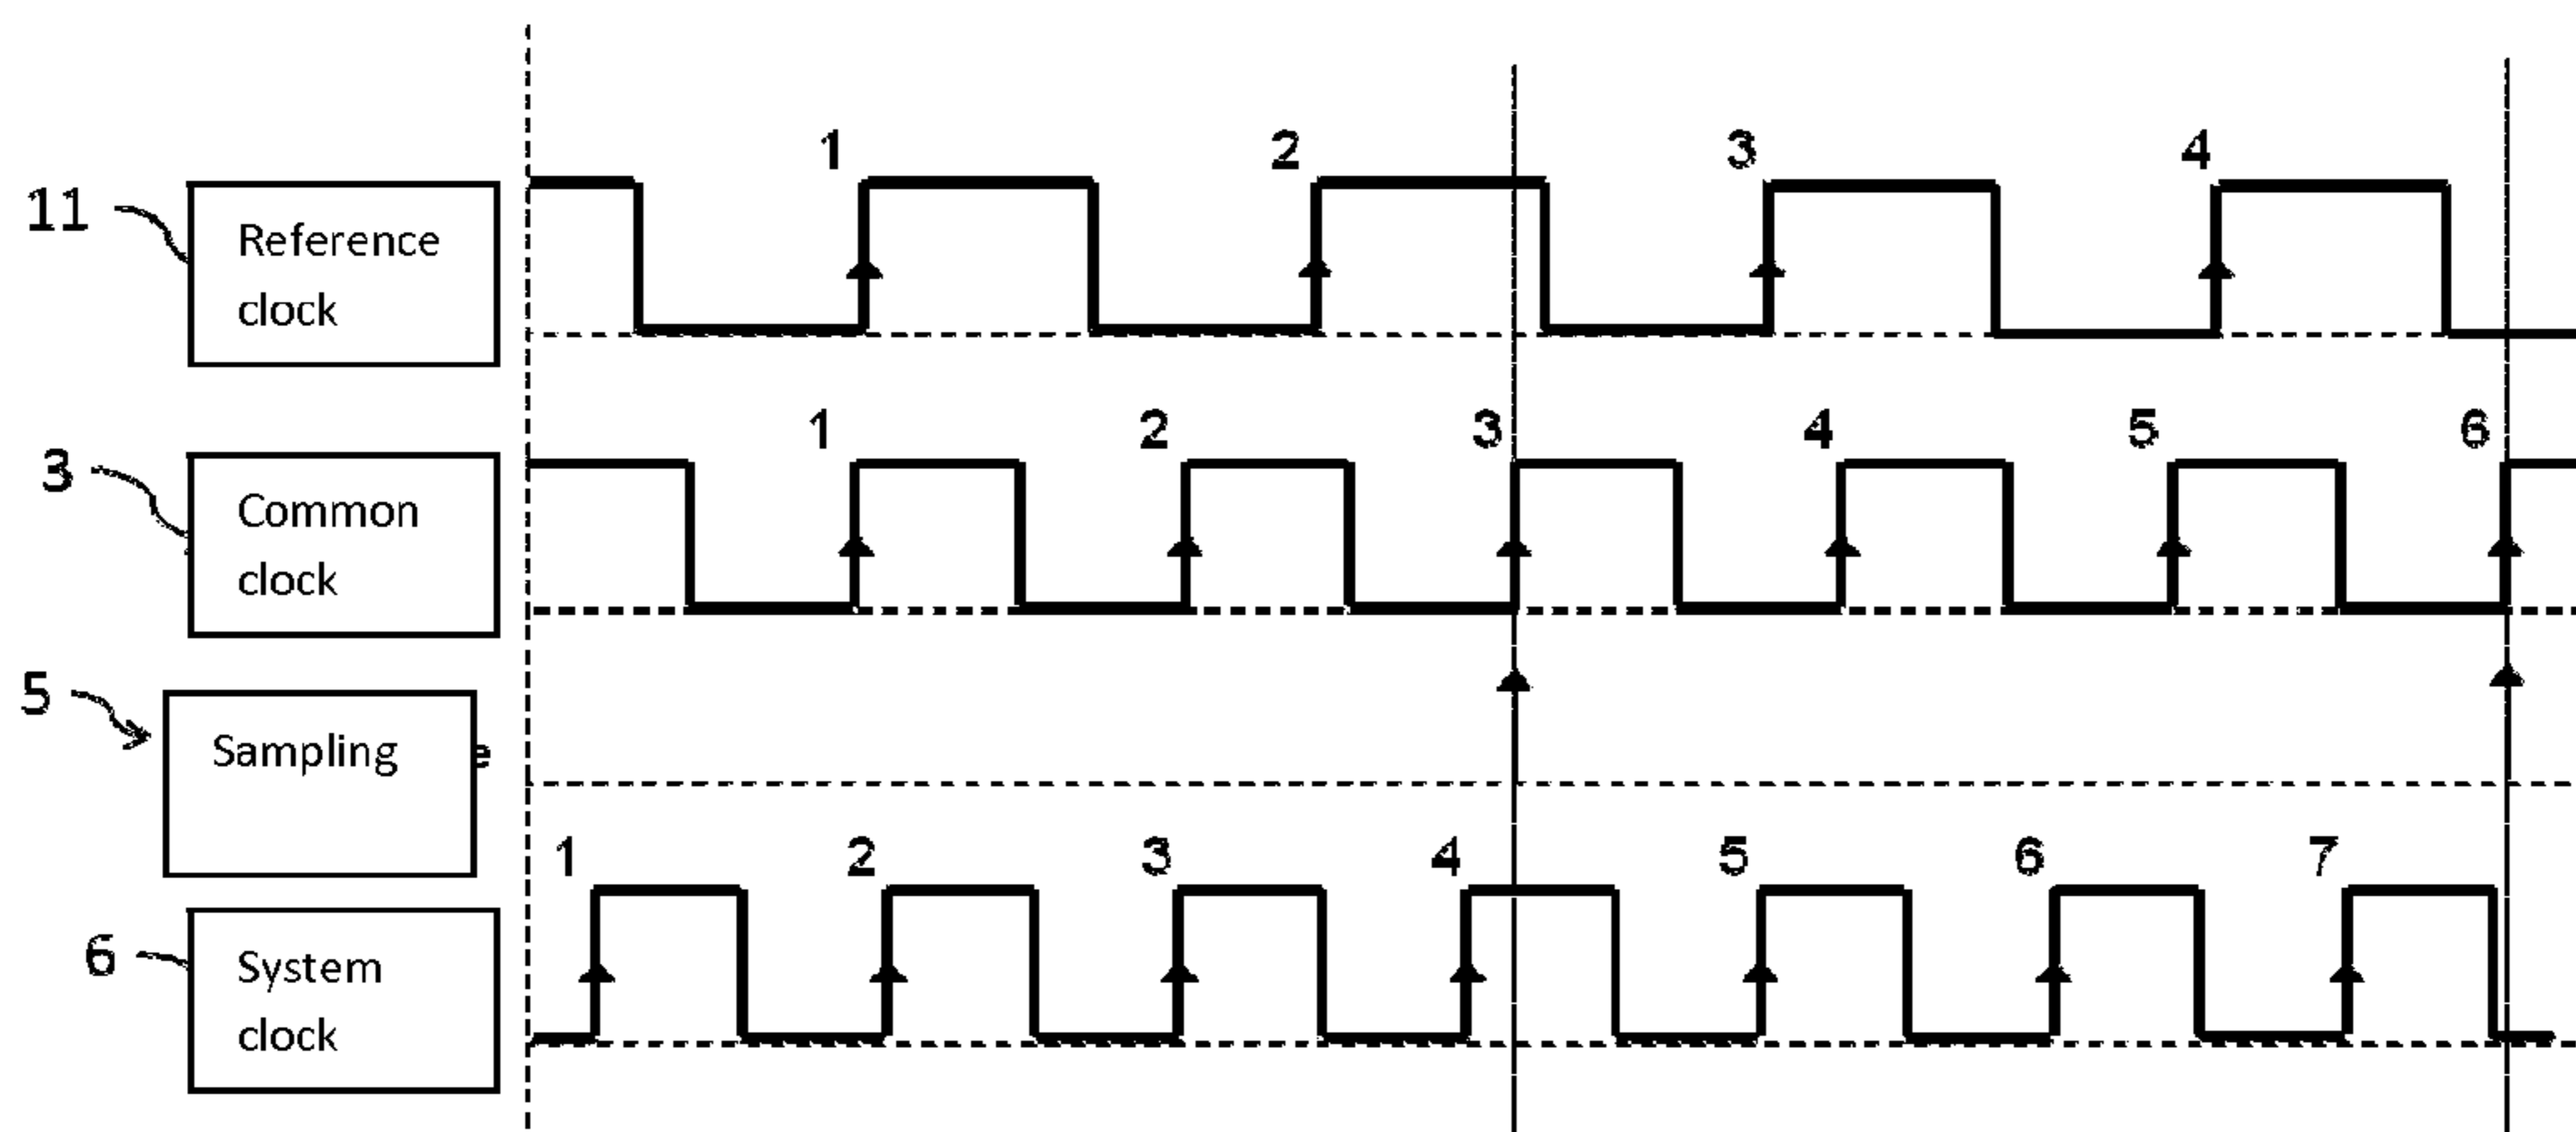 1 2 3 4
11
Reference
clock
1 2 3 4 5 6
3
Common
clock
5
Sampling
e
1 2 3 4 5 6 7
6
System
clock